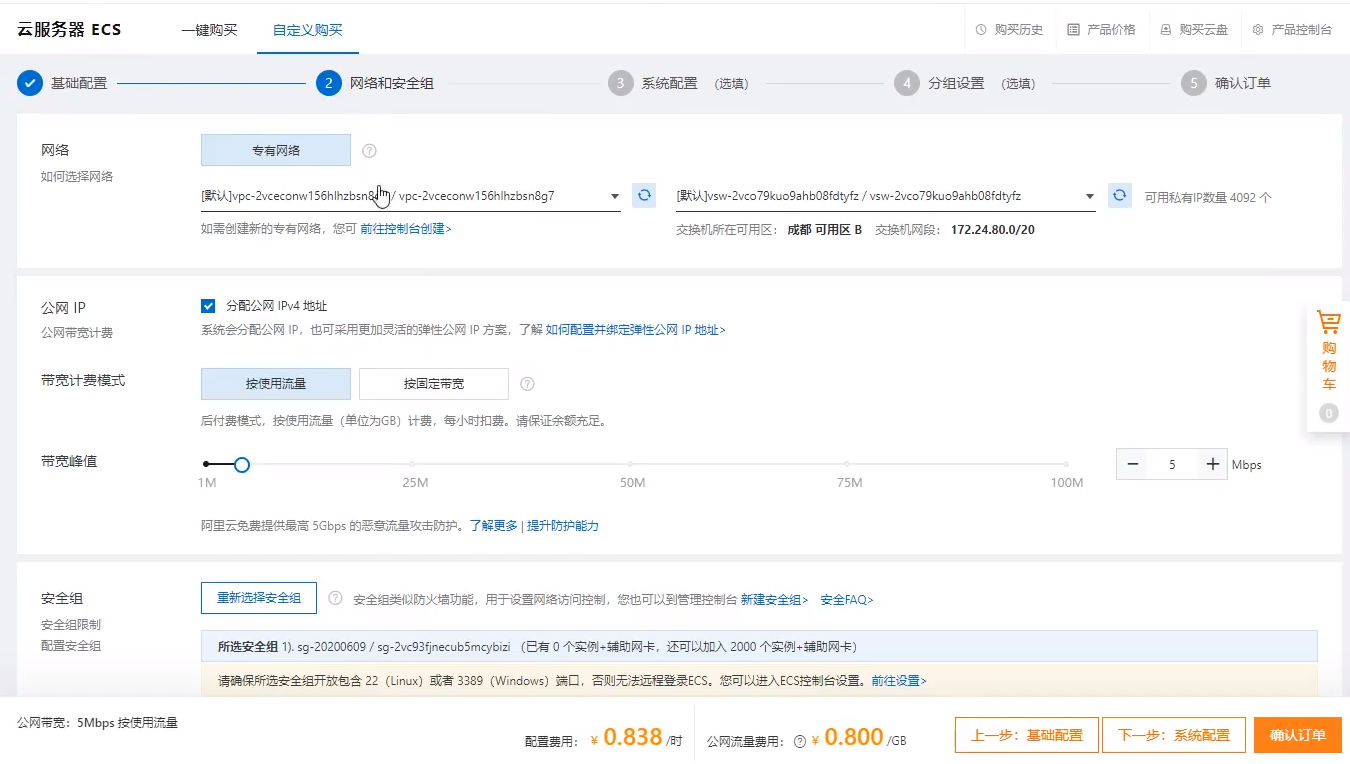 云服务器 ECS 一键购买 自定义购买 购买历史 产品价格 购买云盘 产品控制台
基础配置 2 网络和安全组 3 系统配置 (选填) 4 分组设置 (选填) 5 确认订单
网络 专有网络
如何选择网络
[默认]vpc-2vceconw156hlhzbsn8g7 / vpc-2vceconw156hlhzbsn8g7 [默认]vsw-2vco79kuo9ahb08fdtyfz / vsw-2vco79kuo9ahb08fdtyfz 可用私有IP数量 4092 个
如需创建新的专有网络，您可 前往控制台创建> 交换机所在可用区： 成都 可用区 B 交换机网段： 172.24.80.0/20
公网 IP 分配公网 IPv4 地址
公网带宽计费 系统会分配公网 IP，也可采用更加灵活的弹性公网 IP 方案，了解 如何配置并绑定弹性公网 IP 地址>
带宽计费模式 按使用流量 按固定带宽
后付费模式，按使用流量（单位为GB）计费，每小时扣费。请保证余额充足。
带宽峰值 5 Mbps
1M 25M 50M 75M 100M
阿里云免费提供最高 5Gbps 的恶意流量攻击防护。了解更多 | 提升防护能力
购物车
0
安全组 重新选择安全组 安全组类似防火墙功能，用于设置网络访问控制，您也可以到管理控制台 新建安全组> 安全FAQ>
安全组限制
配置安全组
所选安全组 1). sg-20200609 / sg-2vc93fjnecub5mcybizi （已有 0 个实例+辅助网卡，还可以加入 2000 个实例+辅助网卡）
请确保所选安全组开放包含 22（Linux）或者 3389（Windows）端口，否则无法远程登录ECS。您可以进入ECS控制台设置。前往设置>
公网带宽：5Mbps 按使用流量
配置费用： ¥ 0.838 /时 公网流量费用： ¥ 0.800 /GB 上一步：基础配置 下一步：系统配置 确认订单